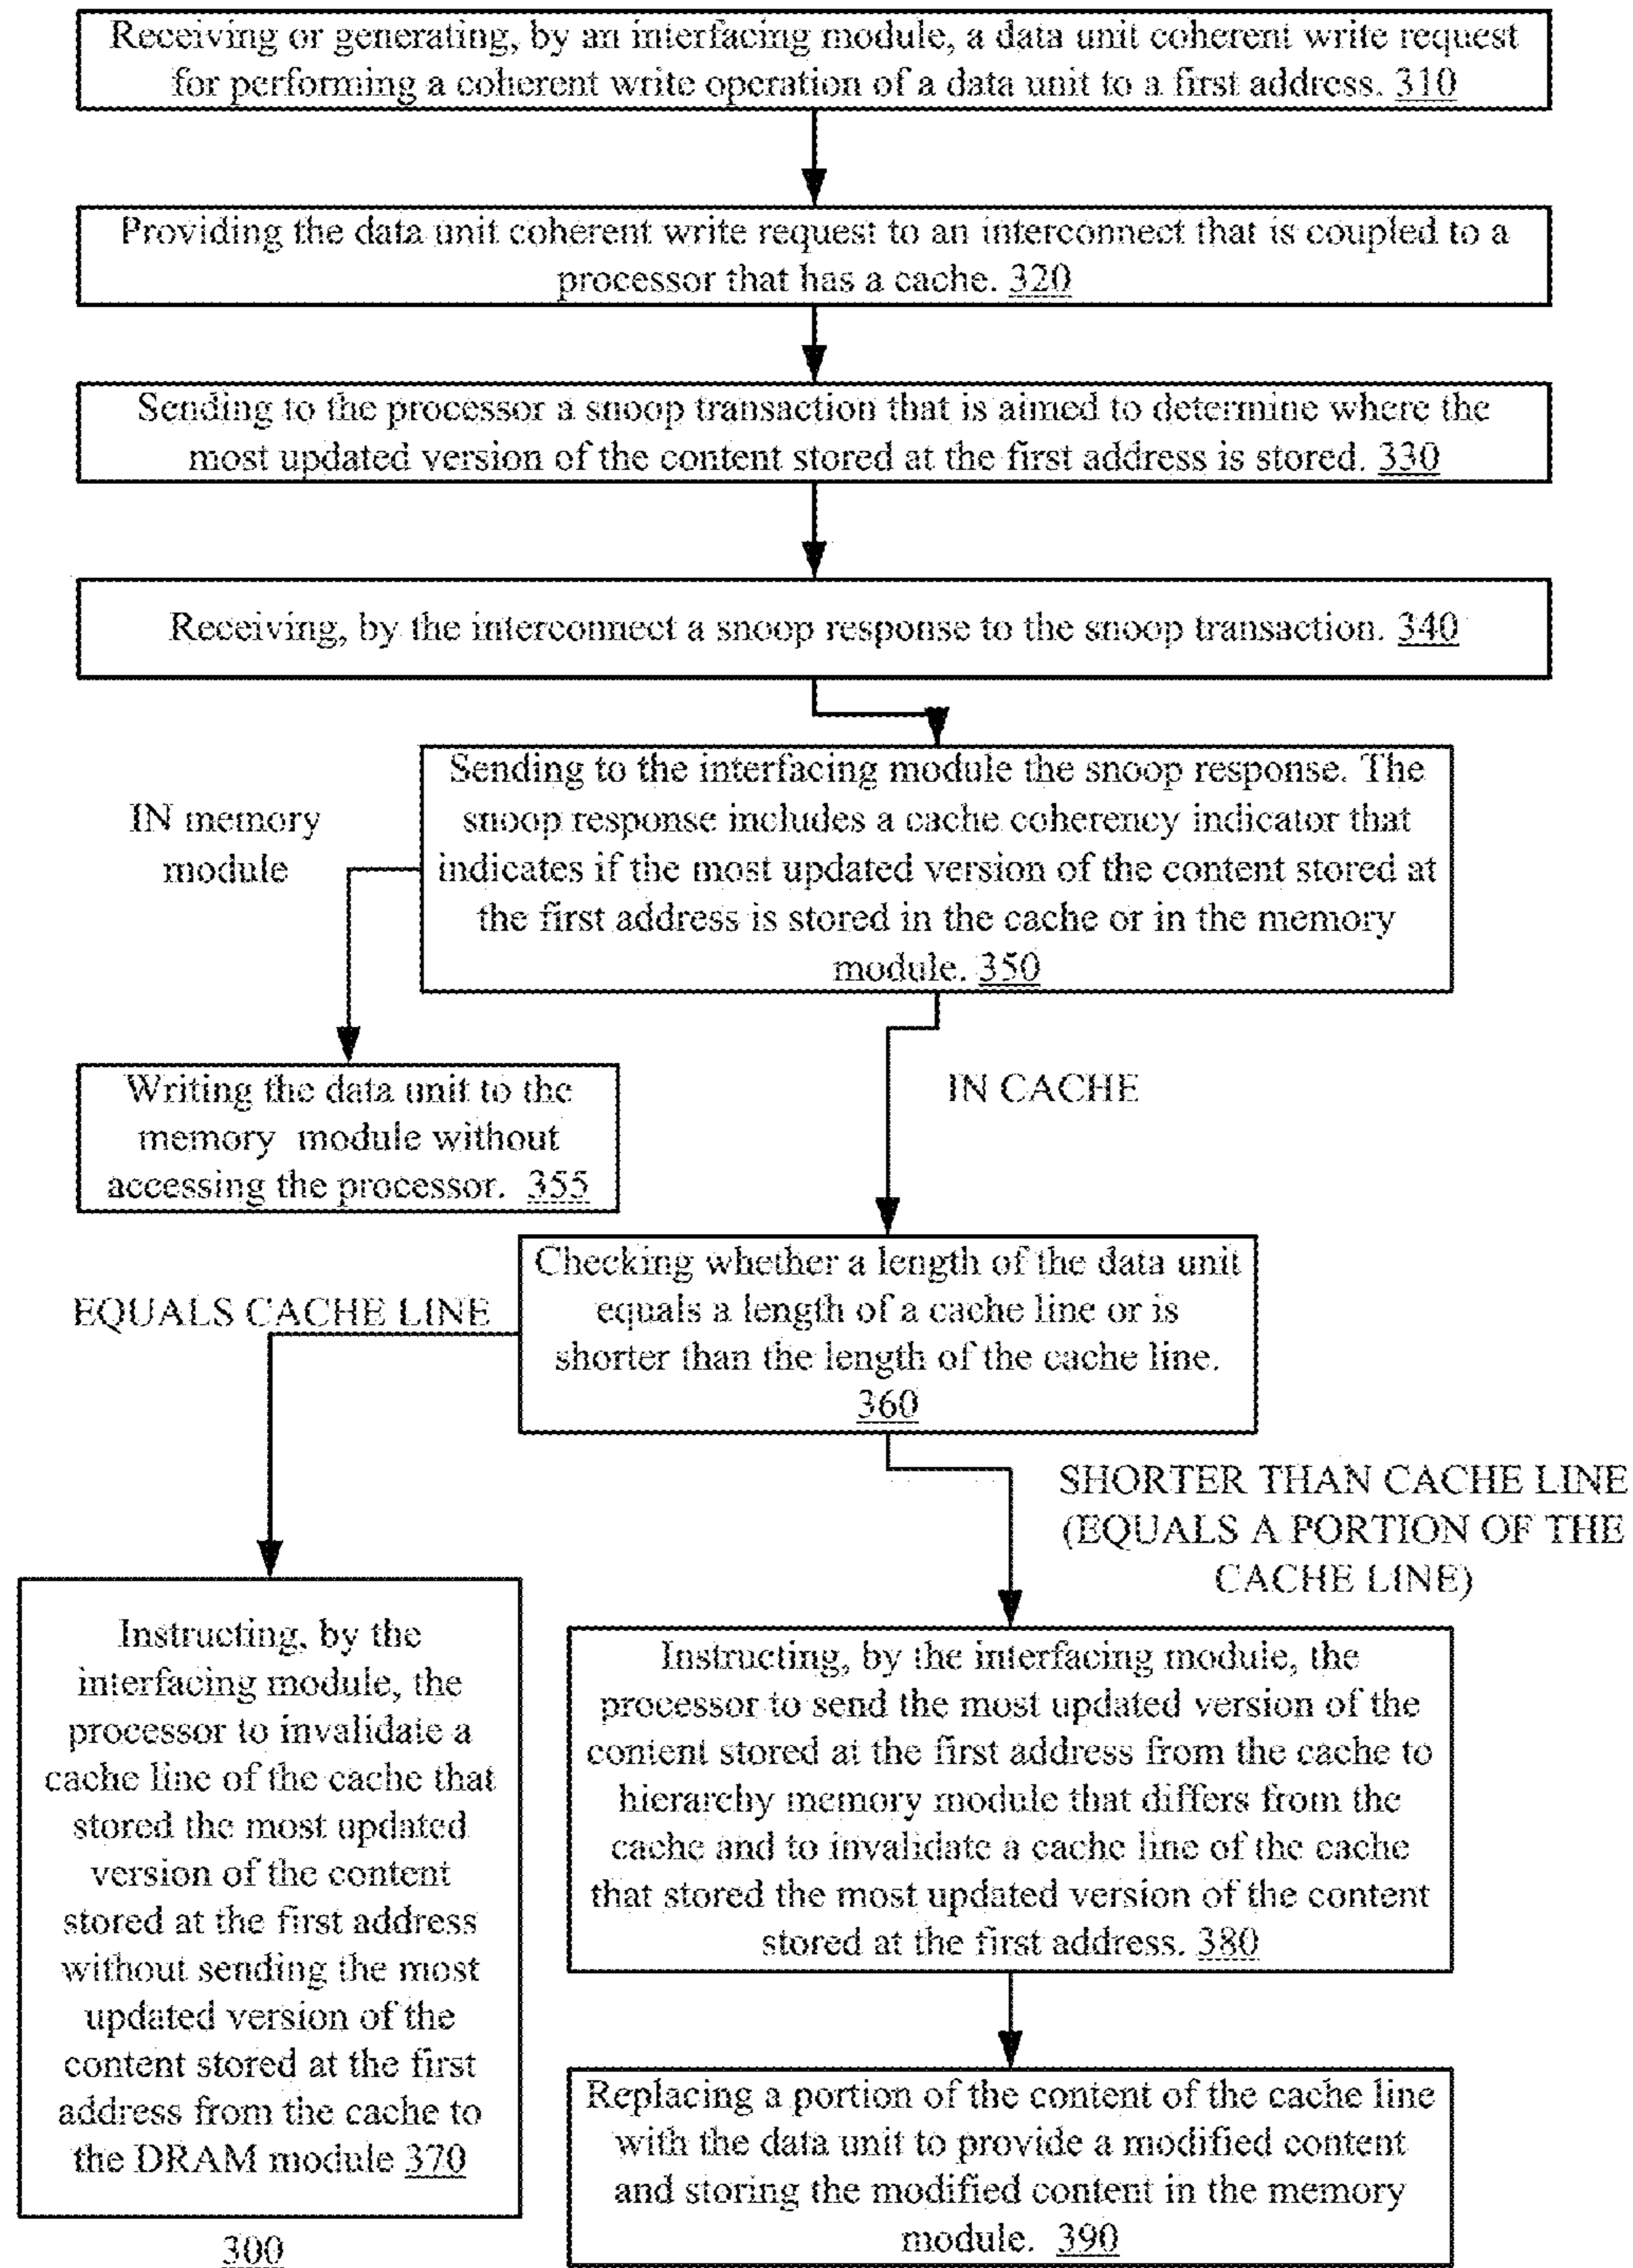 Receiving or generating, by an interfacing module, a data unit coherent write request
for performing a coherent write operation of a data unit to a first address. 310
Providing the data unit coherent write request to an interconnect that is coupled to a
processor that has a cache. 320
Sending to the processor a snoop transaction that is aimed to determine where the
most updated version of the content stored at the first address is stored. 330
Receiving, by the interconnect a snoop response to the snoop transaction. 340
Sending to the interfacing module the snoop response. The
snoop response includes a cache coherency indicator that
indicates if the most updated version of the content stored at
the first address is stored in the cache or in the memory
module. 350
IN memory
module
Writing the data unit to the
memory module without
accessing the processor. 355
IN CACHE
Checking whether a length of the data unit
equals a length of a cache line or is
shorter than the length of the cache line.
360
EQUALS CACHE LINE
SHORTER THAN CACHE LINE
(EQUALS A PORTION OF THE
CACHE LINE)
Instructing, by the
interfacing module, the
processor to invalidate a
cache line of the cache that
stored the most updated
version of the content
stored at the first address
without sending the most
updated version of the
content stored at the first
address from the cache to
the DRAM module 370
Instructing, by the interfacing module, the
processor to send the most updated version of the
content stored at the first address from the cache to
hierarchy memory module that differs from the
cache and to invalidate a cache line of the cache
that stored the most updated version of the content
stored at the first address. 380
Replacing a portion of the content of the cache line
with the data unit to provide a modified content
and storing the modified content in the memory
module. 390
300